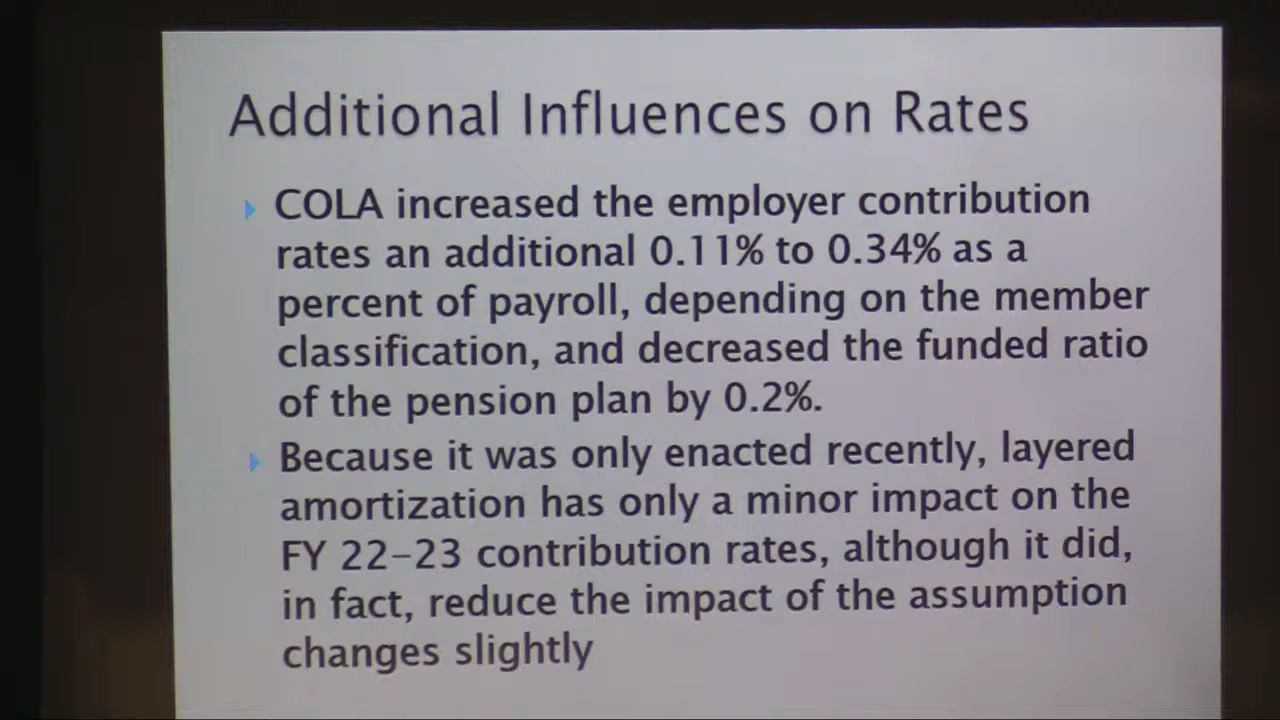 Additional Influences on Rates
COLA increased the employer contribution
rates an additional 0.11% to 0.34% as a
percent of payroll, depending on the member
classification, and decreased the funded ratio
of the pension plan by 0.2%.
Because it was only enacted recently, layered
amortization has only a minor impact on the
FY 22-23 contribution rates, although it did,
in fact, reduce the impact of the assumption
changes slightly